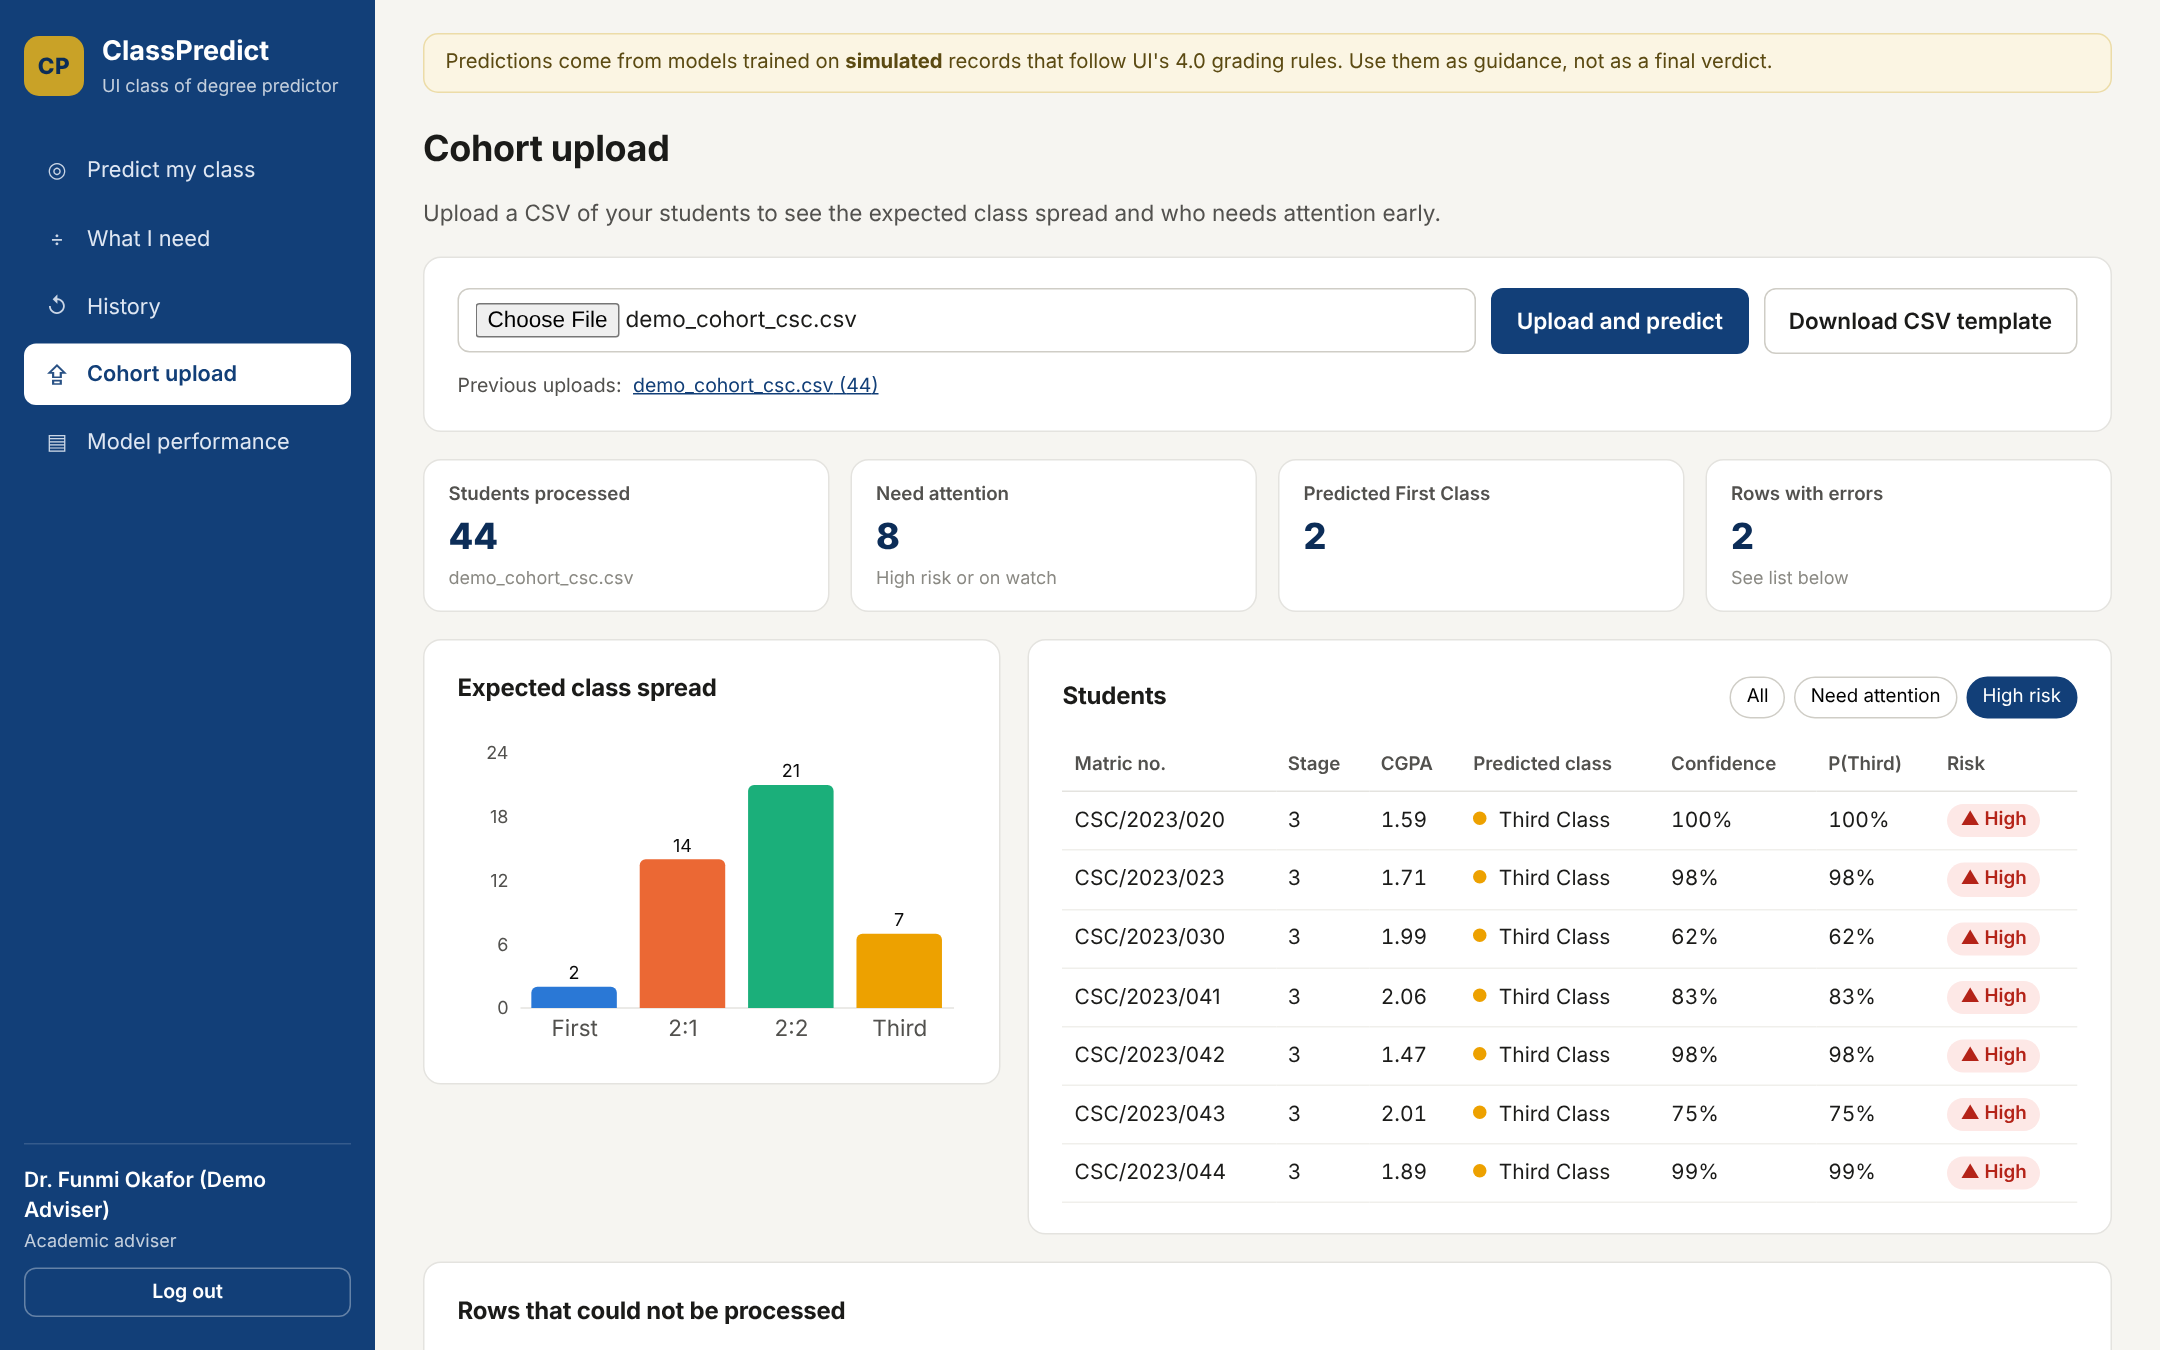 CP
ClassPredict
UI class of degree predictor
Predict my class
What I need
History
Cohort upload
Model performance
Dr. Funmi Okafor (Demo
Adviser)
Academic adviser
Log out
Predictions come from models trained on simulated records that follow UI's 4.0 grading rules. Use them as guidance, not as a final verdict.
Cohort upload
Upload a CSV of your students to see the expected class spread and who needs attention early.
Choose File demo_cohort_csc.csv
Upload and predict
Download CSV template
Previous uploads: demo_cohort_csc.csv (44)
Students processed
44
demo_cohort_csc.csv
Need attention
8
High risk or on watch
Predicted First Class
2
Rows with errors
2
See list below
Expected class spread
24
18
12
6
0
2
14
21
7
First 2:1 2:2 Third
Students
All Need attention High risk
Matric no. Stage CGPA Predicted class Confidence P(Third) Risk
CSC/2023/020 3 1.59 Third Class 100% 100% High
CSC/2023/023 3 1.71 Third Class 98% 98% High
CSC/2023/030 3 1.99 Third Class 62% 62% High
CSC/2023/041 3 2.06 Third Class 83% 83% High
CSC/2023/042 3 1.47 Third Class 98% 98% High
CSC/2023/043 3 2.01 Third Class 75% 75% High
CSC/2023/044 3 1.89 Third Class 99% 99% High
Rows that could not be processed